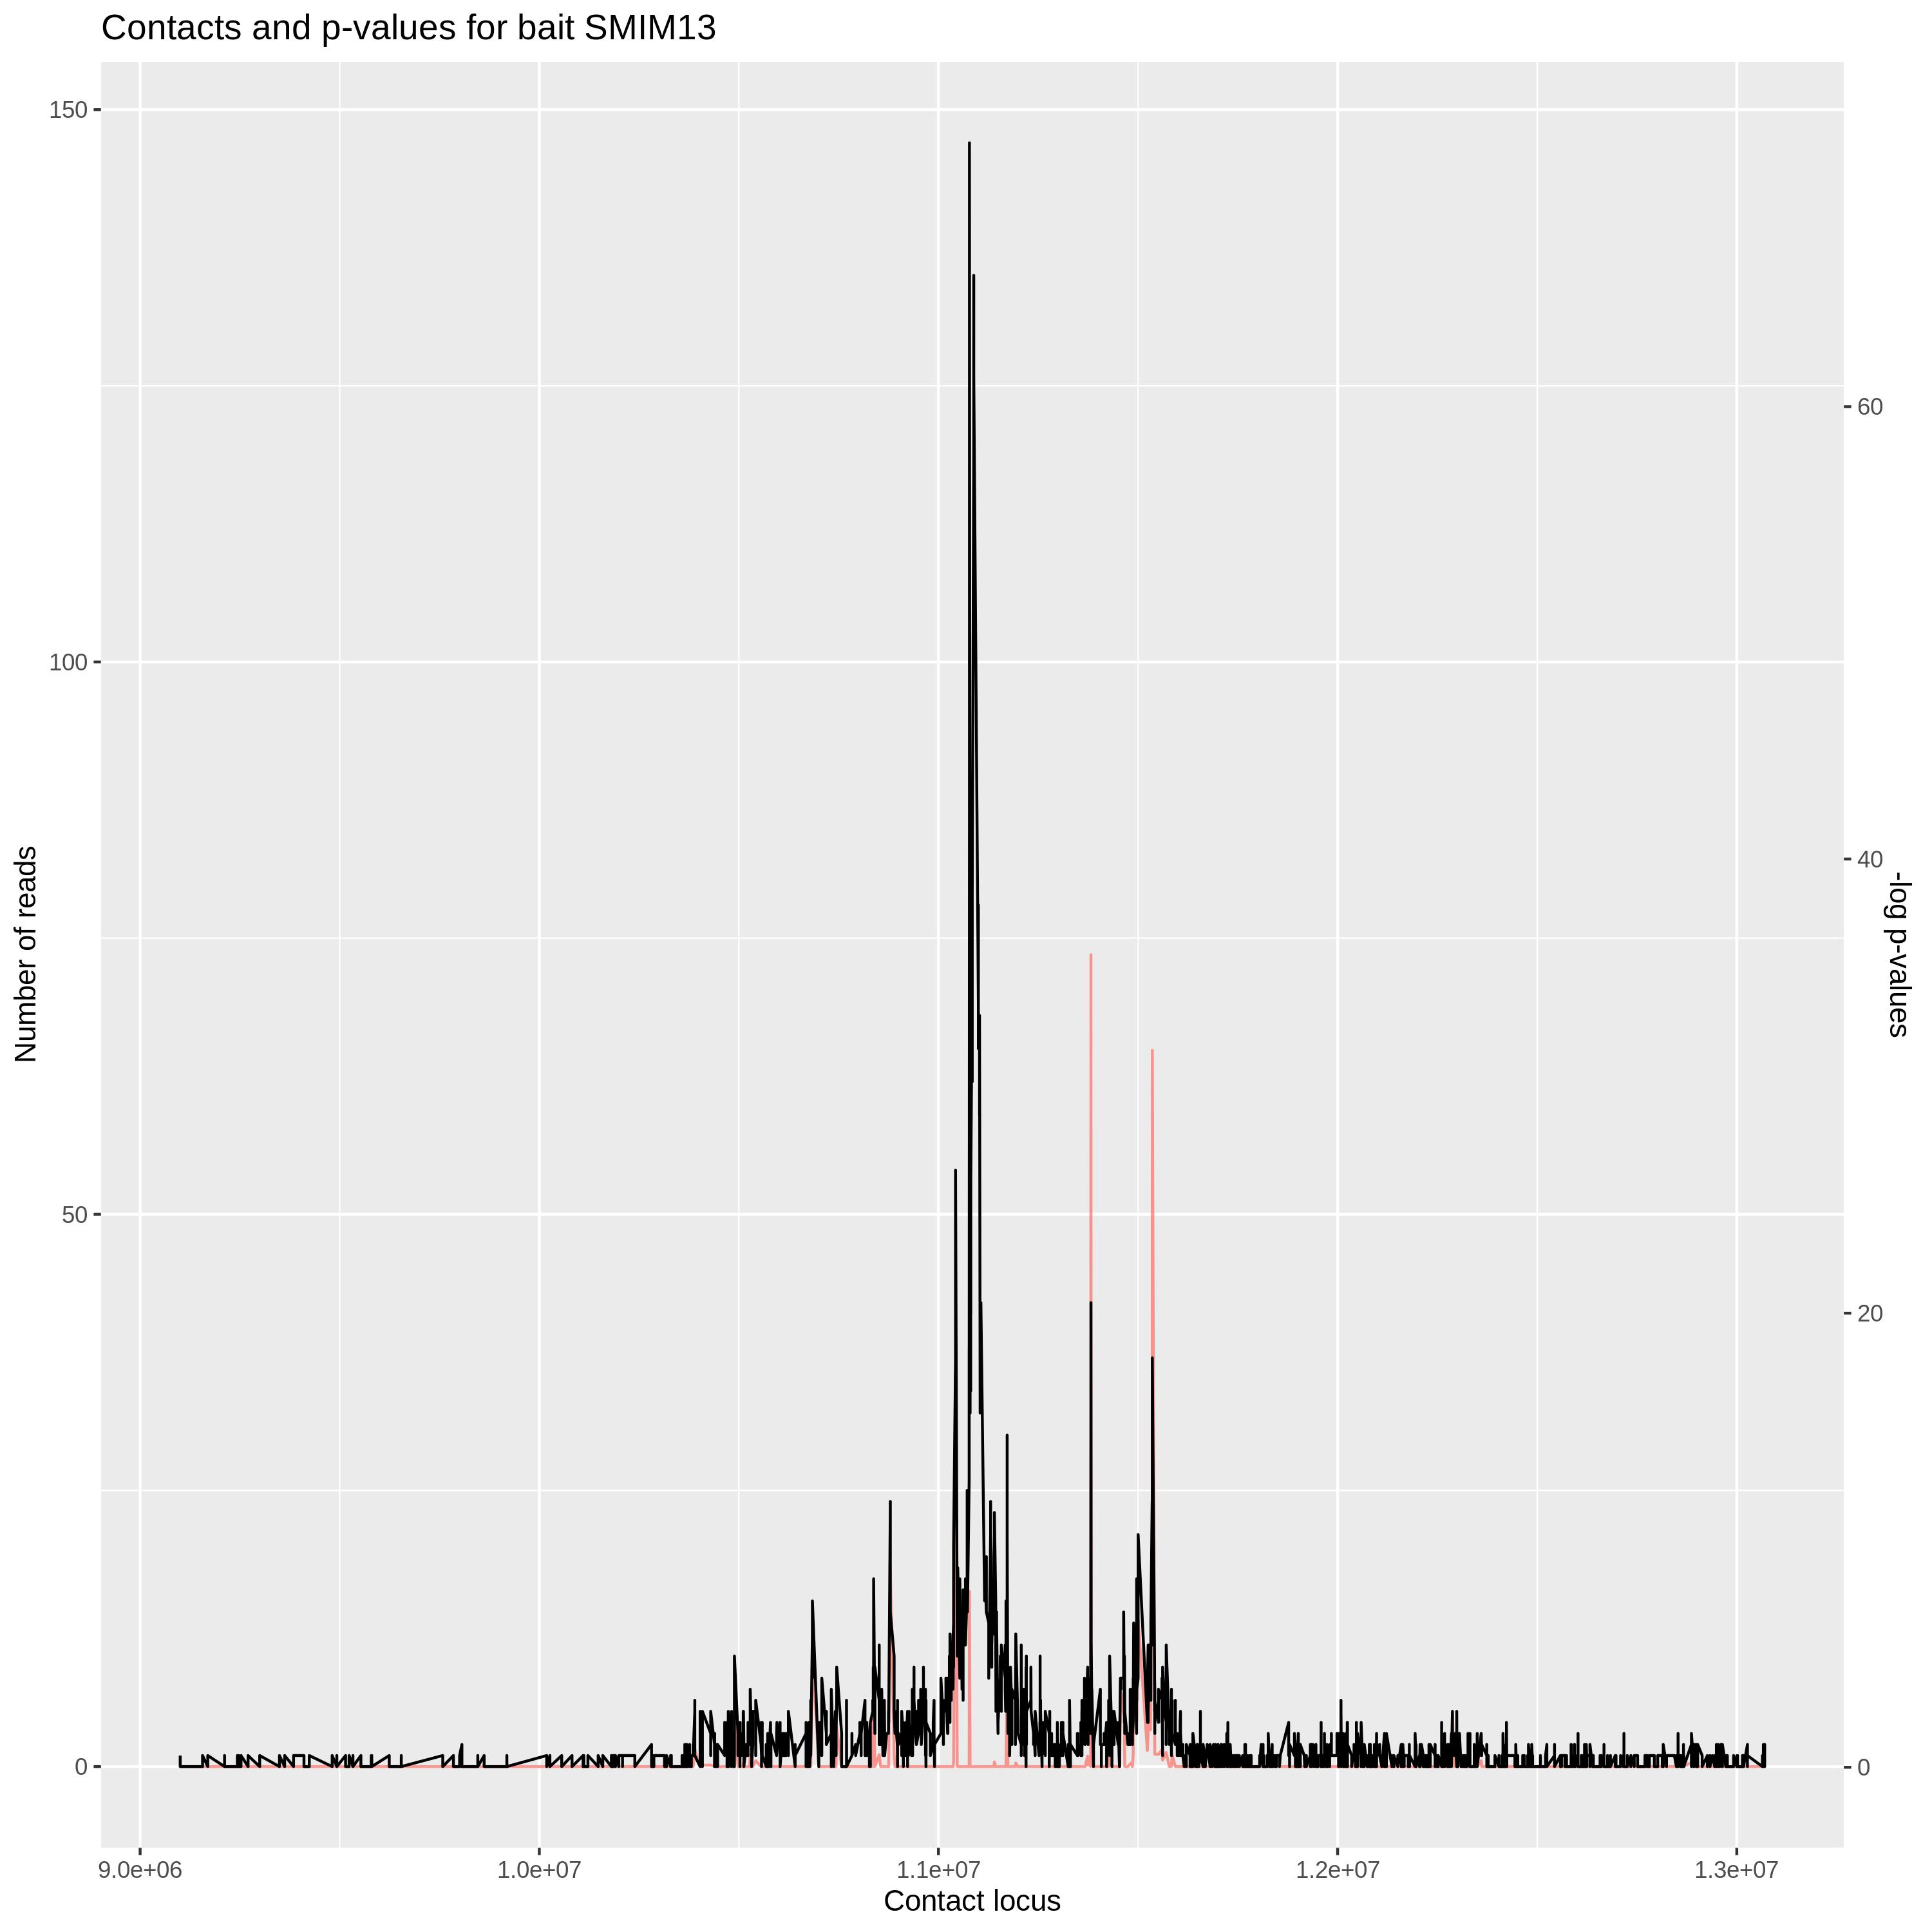 Contacts and p-values for bait SMIM13
150
100
50
0
Number of reads
60
40
20
0
-log p-values
9.0e+06 1.0e+07 1.1e+07 1.2e+07 1.3e+07
Contact locus